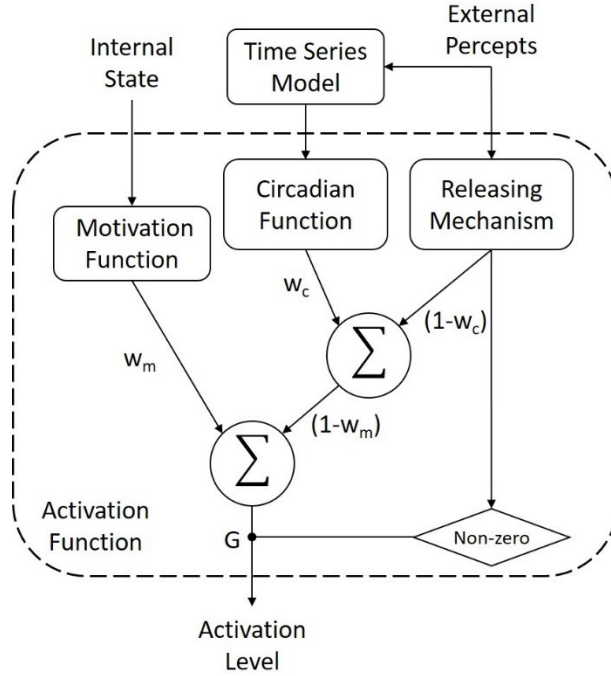 External
Percepts
Internal
State
Time Series
Model
Circadian
Function
Releasing
Mechanism
Motivation
Function
w_c
(1-w_c)
∑
w_m
(1-w_m)
∑
Activation
Function
G
Non-zero
Activation
Level